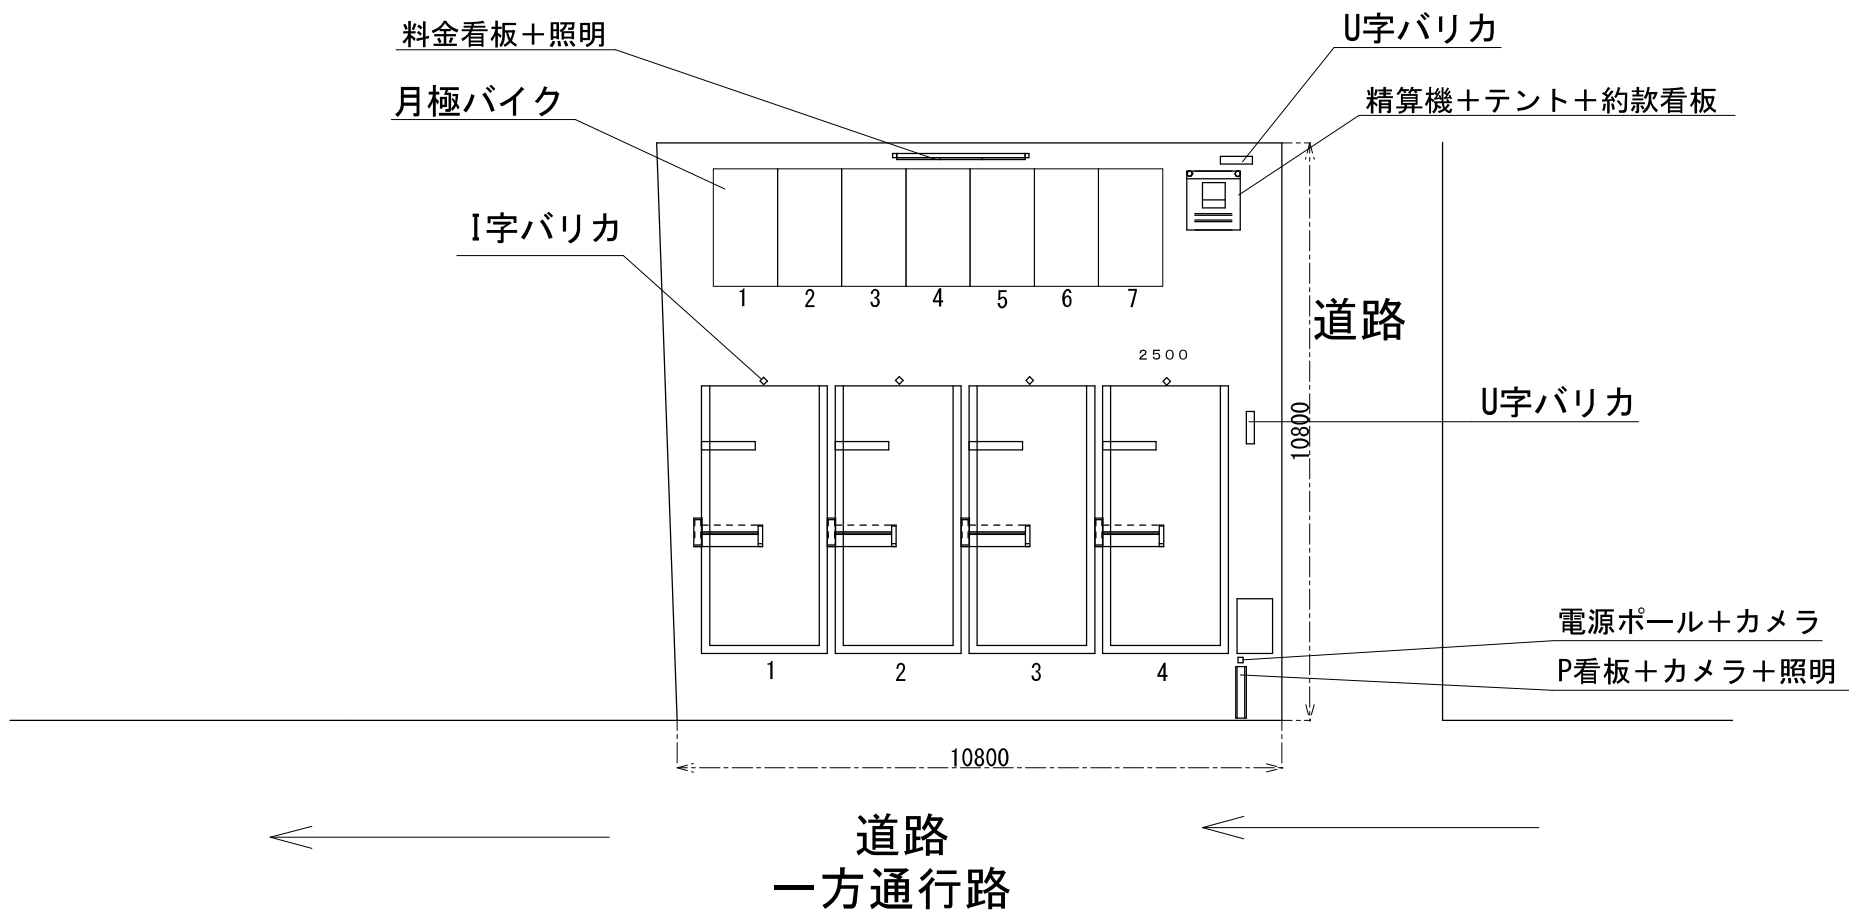 料金看板＋照明
U字バリカ
月極バイク
精算機＋テント＋約款看板
I字バリカ
1 2 3 4 5 6 7
道路
2500
U字バリカ
10800
電源ポール＋カメラ
P看板＋カメラ＋照明
1 2 3 4
10800
道路
一方通行路